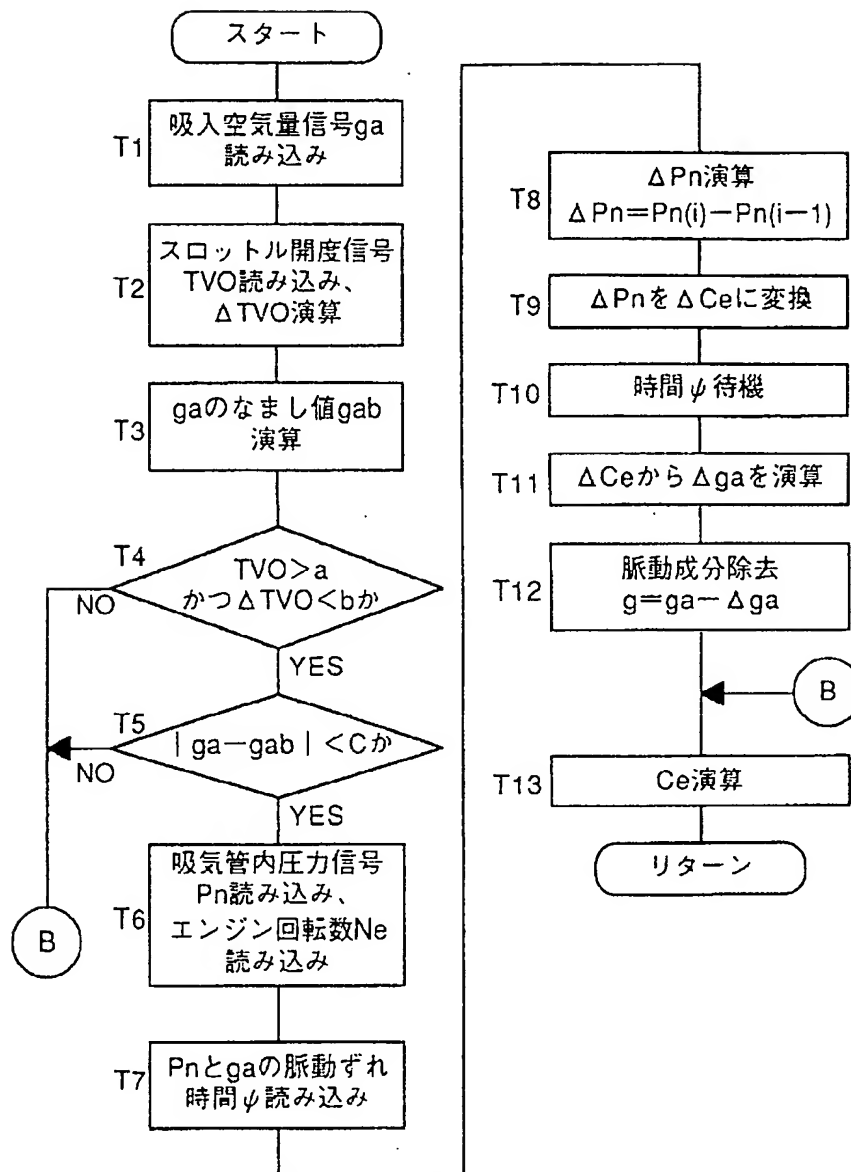 スタート
T1
吸入空気量信号ga
読み込み
T2
スロットル開度信号
TVO読み込み、
ΔTVO演算
T3
gaのなまし値gab
演算
T4
TVO>a
かつΔTVO<bか
NO
YES
T5
|ga−gab|<Cか
NO
YES
T6
吸気管内圧力信号
Pn読み込み、
エンジン回転数Ne
読み込み
B
T7
Pnとgaの脈動ずれ
時間ψ読み込み
T8
ΔPn演算
ΔPn=Pn(i)−Pn(i−1)
T9
ΔPnをΔCeに変換
T10
時間ψ待機
T11
ΔCeからΔgaを演算
T12
脈動成分除去
g=ga−Δga
B
T13
Ce演算
リターン